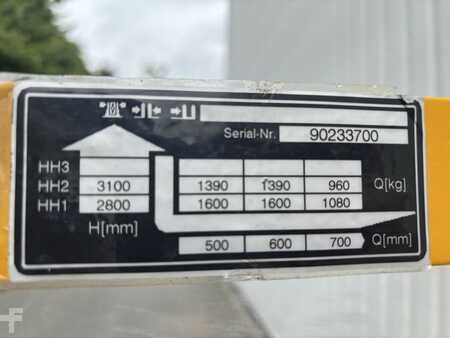 Serial-Nr. 90233700
HH3
HH2 3100 1390 1390 960 Q[kg]
HH1 2800 1600 1600 1080
H[mm]
500 600 700 Q[mm]
F